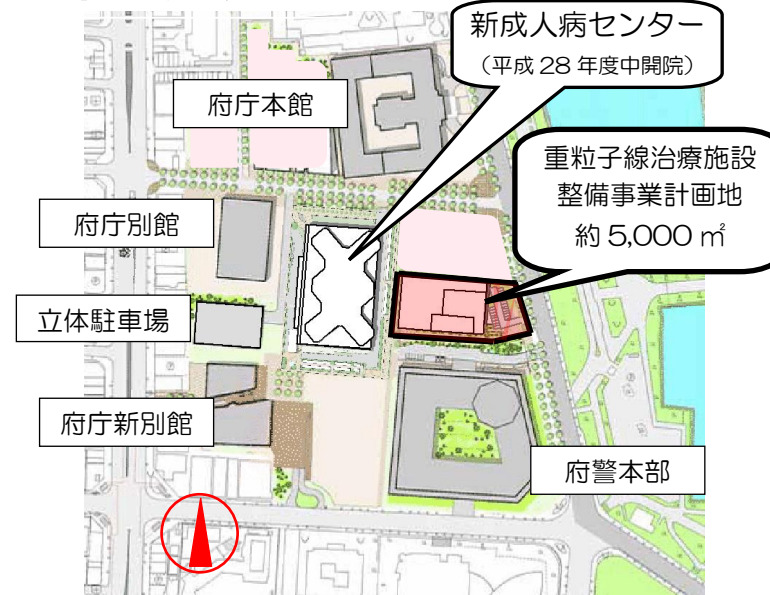 新成人病センター
（平成 28 年度中開院）
府庁本館
重粒子線治療施設
整備事業計画地
約 5,000 ㎡
府庁別館
立体駐車場
府庁新別館
府警本部